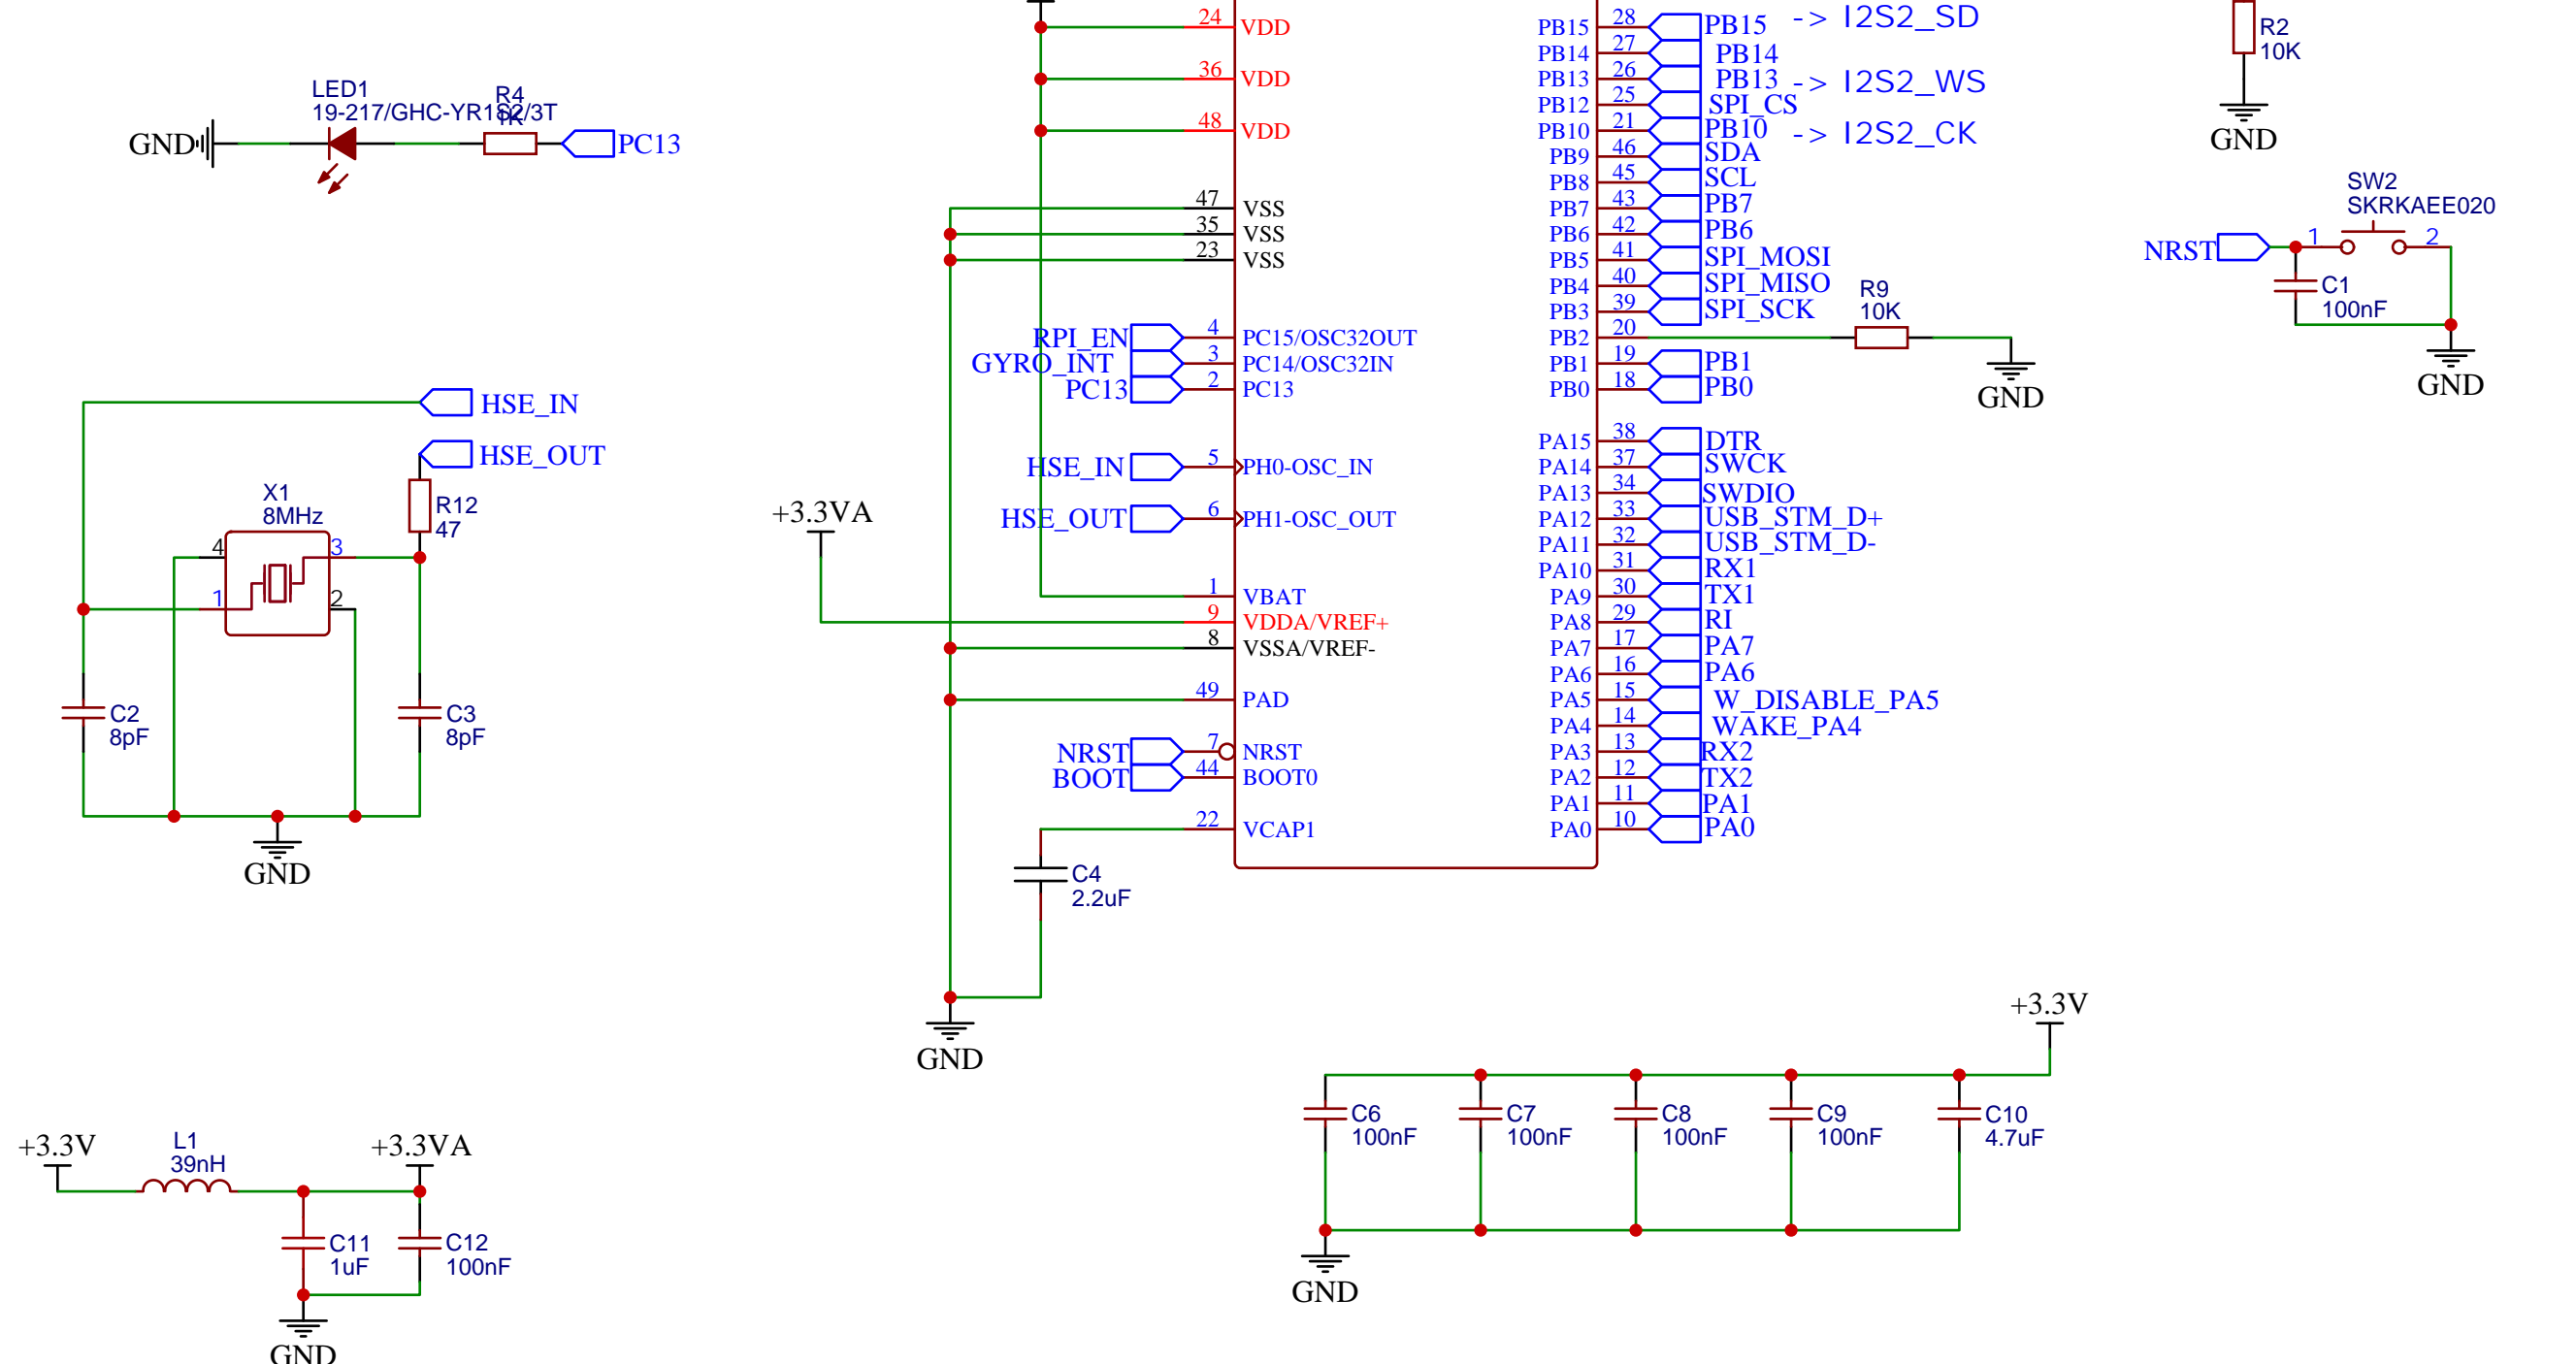 24 VDD
36 VDD
48 VDD
47 VSS
35 VSS
23 VSS
RPI_EN 4 PC15/OSC32OUT
GYRO_INT 3 PC14/OSC32IN
PC13 2 PC13
HSE_IN 5 PH0-OSC_IN
HSE_OUT 6 PH1-OSC_OUT
1 VBAT
+3.3VA
9 VDDA/VREF+
8 VSSA/VREF-
49 PAD
NRST 7 NRST
BOOT 44 BOOT0
22 VCAP1
C4
2.2uF
GND
PB15 28 PB15 -> I2S2_SD
PB14 27 PB14
PB13 26 PB13 -> I2S2_WS
PB12 25 SPI_CS
PB10 21 PB10 -> I2S2_CK
PB9 46 SDA
PB8 45 SCL
PB7 43 PB7
PB6 42 PB6
PB5 41 SPI_MOSI
PB4 40 SPI_MISO
PB3 39 SPI_SCK
PB2 20
R9
10K
GND
PB1 19 PB1
PB0 18 PB0
PA15 38 DTR
PA14 37 SWCK
PA13 34 SWDIO
PA12 33 USB_STM_D+
PA11 32 USB_STM_D-
PA10 31 RX1
PA9 30 TX1
PA8 29 RI
PA7 17 PA7
PA6 16 PA6
PA5 15 W_DISABLE_PA5
PA4 14 WAKE_PA4
PA3 13 RX2
PA2 12 TX2
PA1 11 PA1
PA0 10 PA0
R2
10K
GND
SW2
SKRKAEE020
NRST 1 2
C1
100nF
GND
LED1
19-217/GHC-YR1S2/3T
R4
1K
GND PC13
HSE_IN
HSE_OUT
R12
47
X1
8MHz
4 3
1 2
C2
8pF
C3
8pF
GND
+3.3V
L1
39nH
+3.3VA
C11
1uF
C12
100nF
GND
+3.3V
C6
100nF
C7
100nF
C8
100nF
C9
100nF
C10
4.7uF
GND